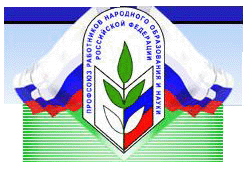 ПРОФСОЮЗ РАБОТНИКОВ НАРОДНОГО ОБРАЗОВАНИЯ И НАУКИ
РОССИЙСКОЙ ФЕДЕРАЦИИ